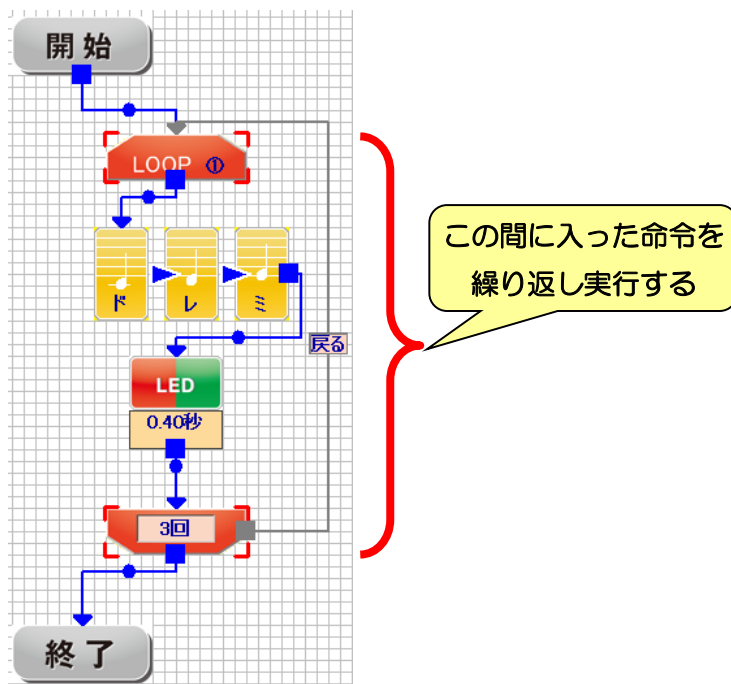 開始
LOOP ①
ド レ ミ
戻る
LED
0.40秒
3回
終了
この間に入った命令を
繰り返し実行する